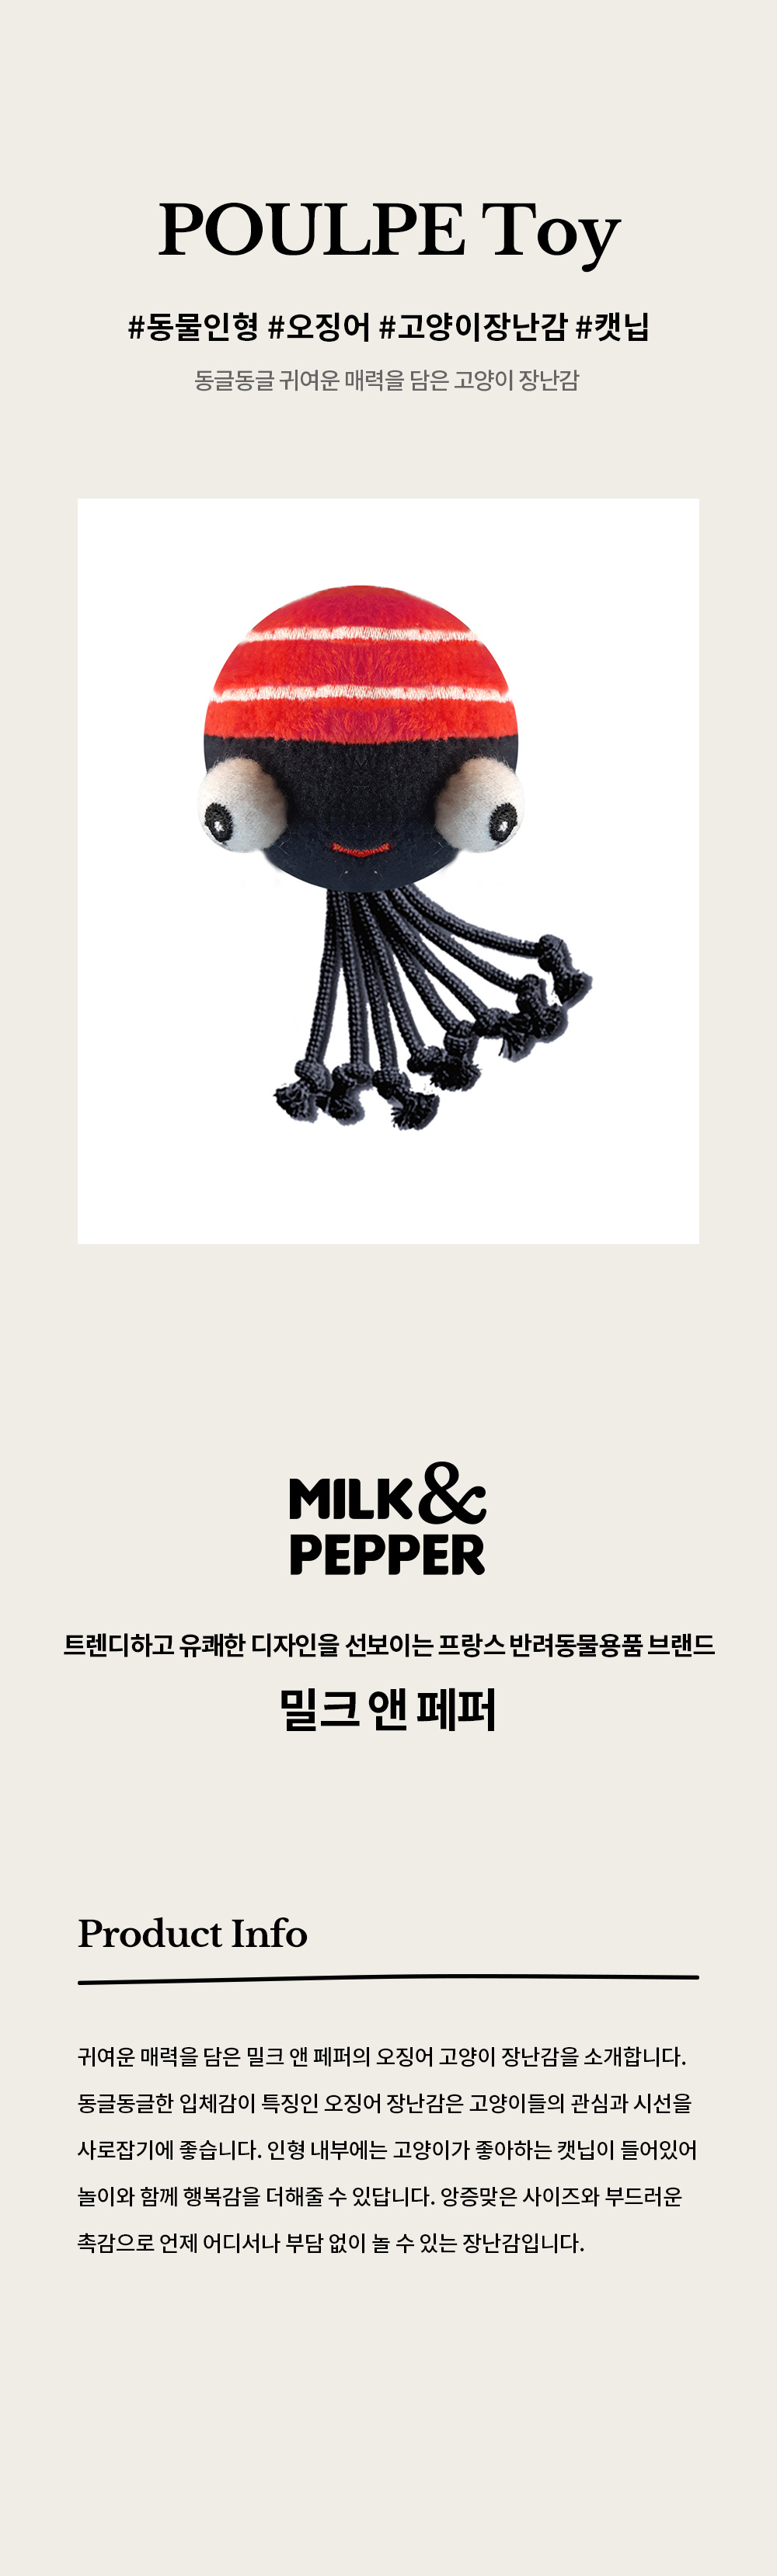 POULPE Toy
#동물인형 #오징어 #고양이장난감 #캣닢
동글동글 귀여운 매력을 담은 고양이 장난감
MILK&
PEPPER
트렌디하고 유쾌한 디자인을 선보이는 프랑스 반려동물용품 브랜드
밀크 앤 페퍼
Product Info
귀여운 매력을 담은 밀크 앤 페퍼의 오징어 고양이 장난감을 소개합니다.
동글동글한 입체감이 특징인 오징어 장난감은 고양이들의 관심과 시선을
사로잡기에 좋습니다. 인형 내부에는 고양이가 좋아하는 캣닢이 들어있어
놀이와 함께 행복감을 더해줄 수 있답니다. 앙증맞은 사이즈와 부드러운
촉감으로 언제 어디서나 부담 없이 놀 수 있는 장난감입니다.